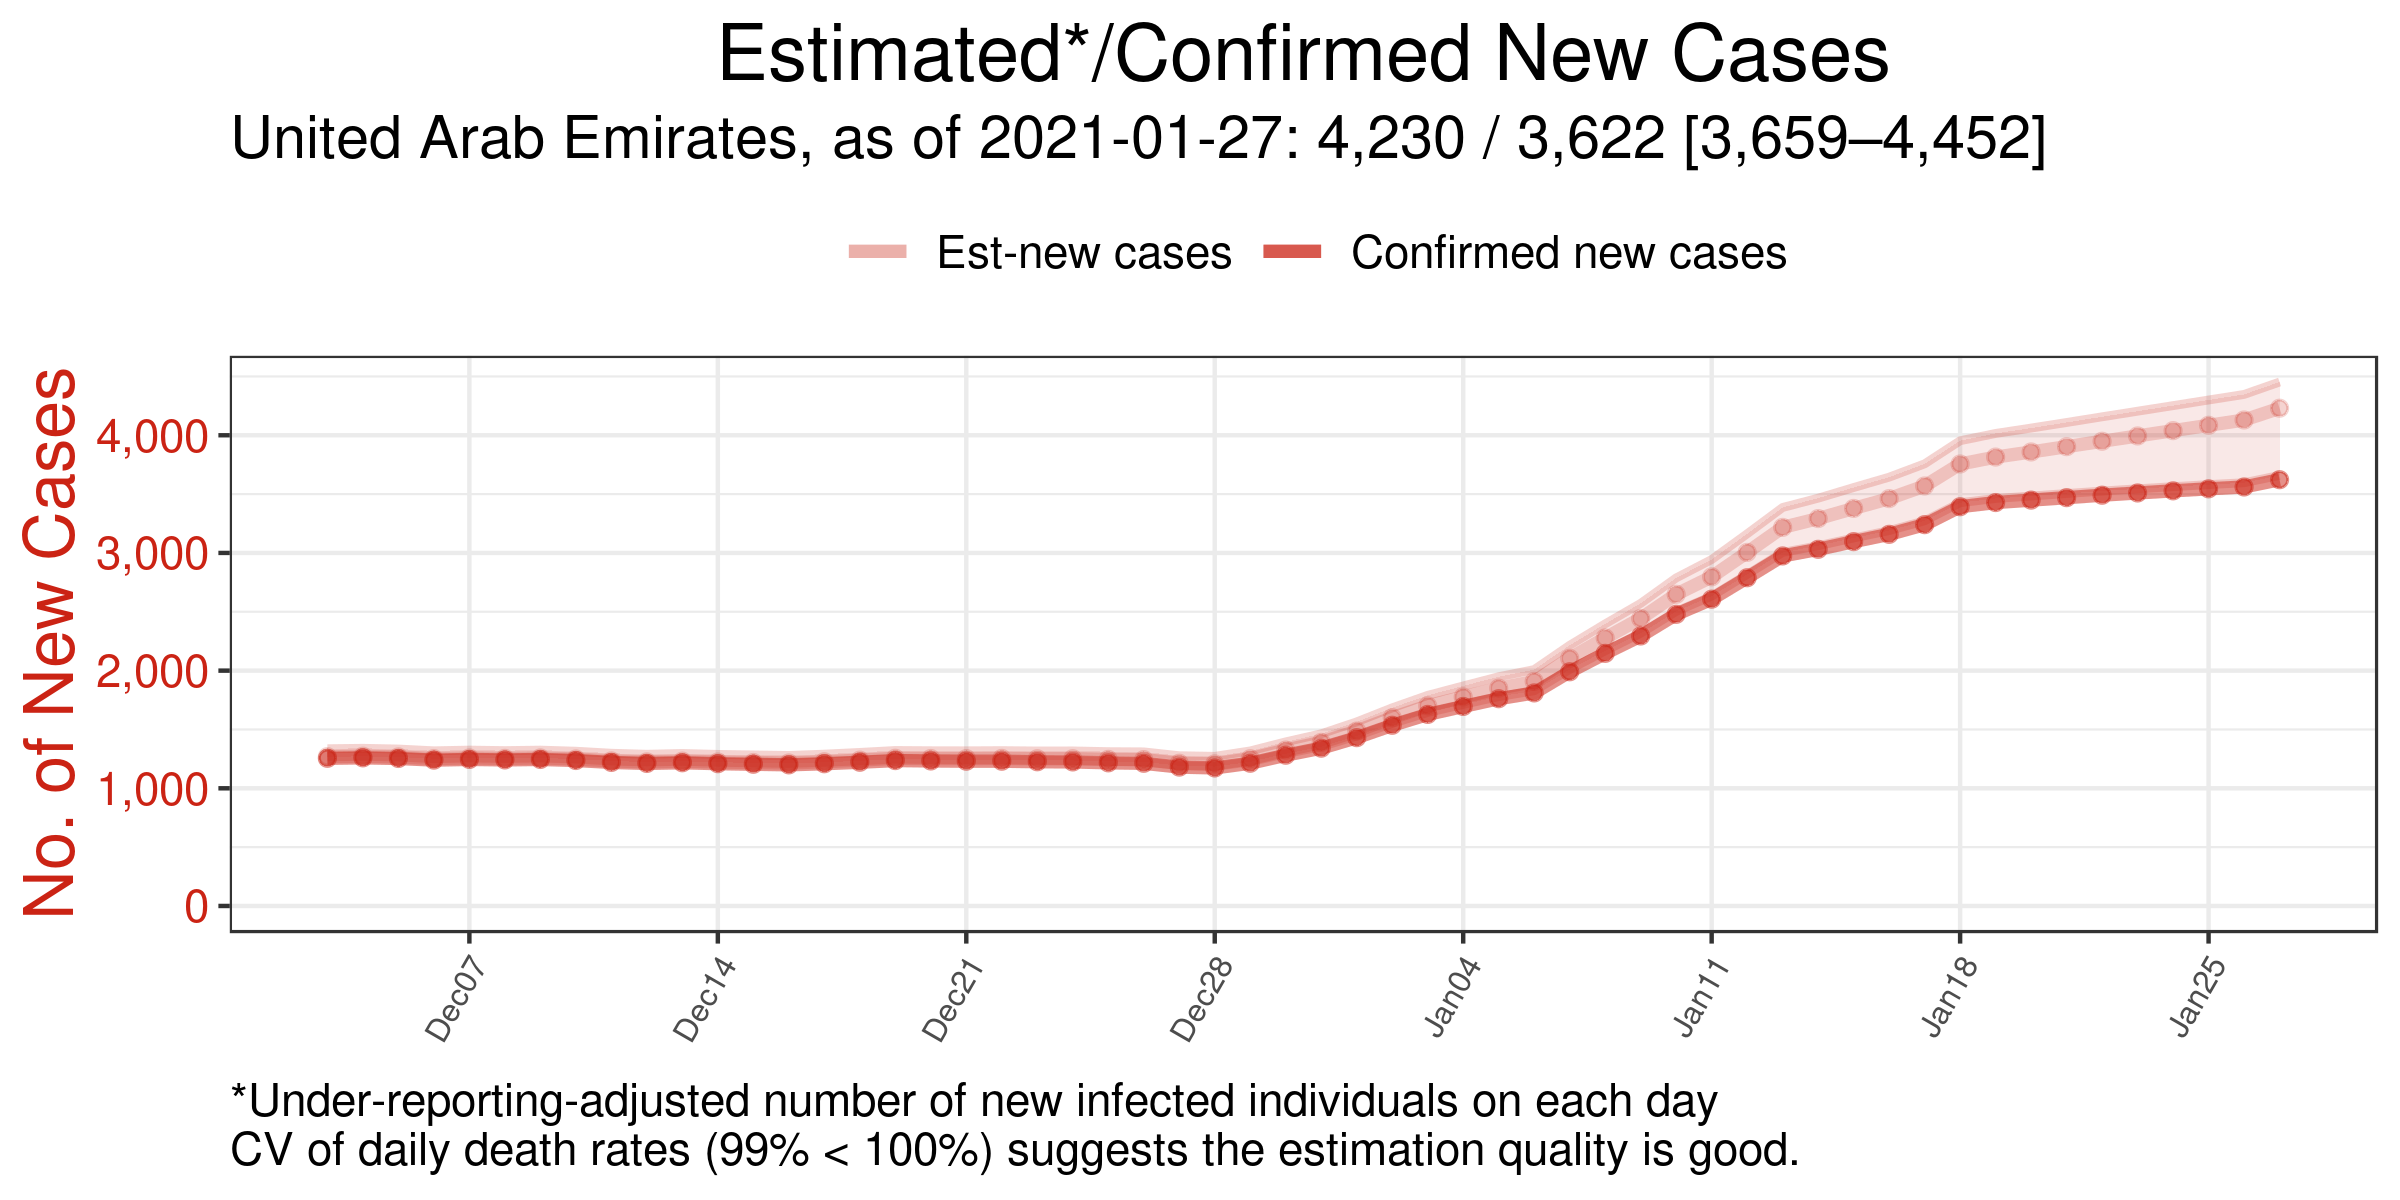 Estimated*/Confirmed New Cases
United Arab Emirates, as of 2021-01-27: 4,230 / 3,622 [3,659–4,452]
Est-new cases
Confirmed new cases
No. of New Cases
4,000
3,000
2,000
1,000
0
Dec07
Dec14
Dec21
Dec28
Jan04
Jan11
Jan18
Jan25
*Under-reporting-adjusted number of new infected individuals on each day
CV of daily death rates (99% < 100%) suggests the estimation quality is good.